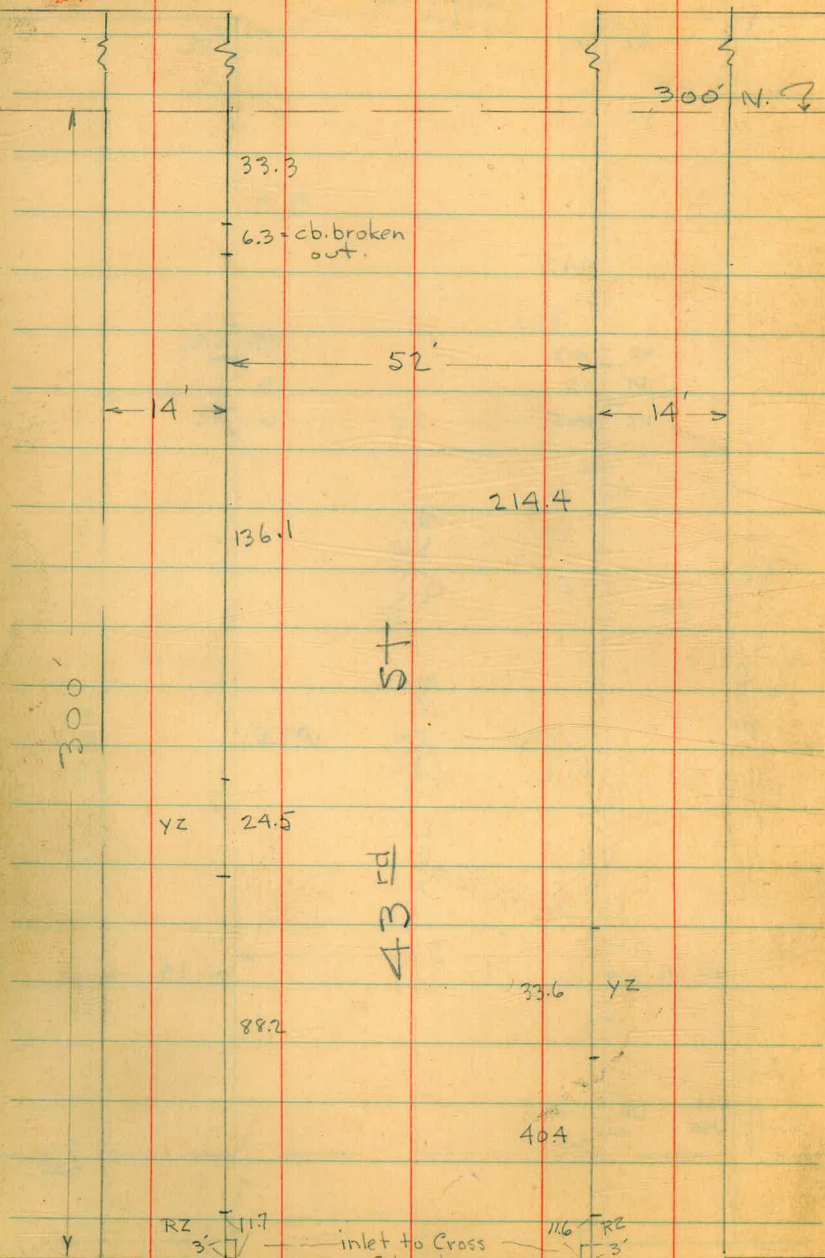 300' N.
33.3
6.3 = cb. broken
out.
52'
14'
14'
214.4
136.1
300'
43 rd ST
YZ
24.5
33.6
YZ
88.2
40.4
RZ
11.7
11.6
RZ
3'
inlet to Cross
3'